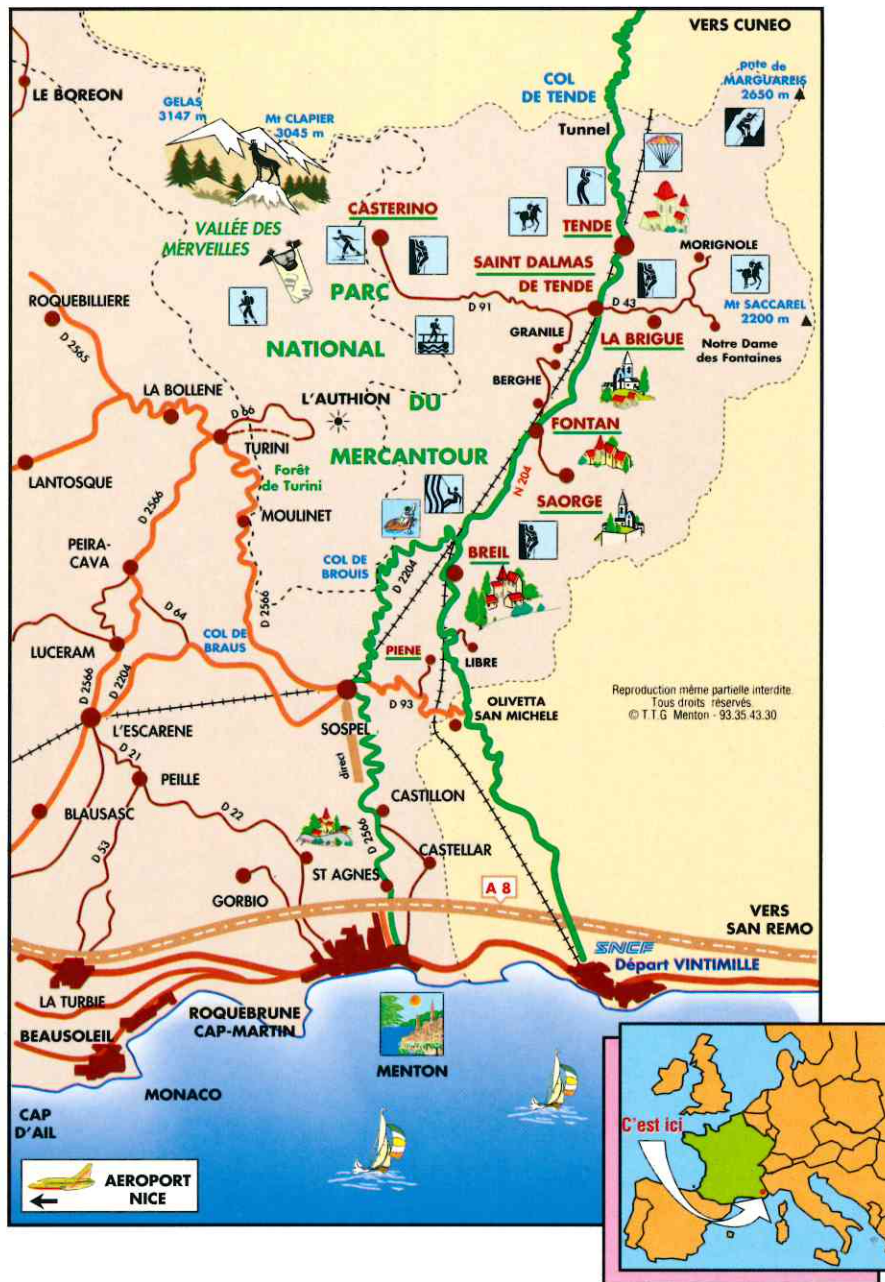 VERS CUNEO
pnte de
MARGUAREIS
2650 m
COL
DE TENDE
LE BOREON
GELAS
3147 m
Mt CLAPIER
3045 m
Tunnel
VALLÉE DES
MERVEILLES
CASTERINO
TENDE
MORIGNOLE
SAINT DALMAS
DE TENDE
PARC
D 91
D 43
Mt SACCAREL
2200 m
ROQUEBILLIERE
D 2565
GRANILE
LA BRIGUE
Notre Dame
des Fontaines
NATIONAL
BERGHE
LA BOLLENE
D 66
L'AUTHION
DU
FONTAN
TURINI
MERCANTOUR
LANTOSQUE
Forêt
de Turini
N 204
SAORGE
D 2566
MOULINET
PEIRA-
CAVA
COL DE
BROUIS
D 2204
BREIL
D 64
D 2566
COL DE
BRAUS
LUCERAM
PIENE
LIBRE
D 2566
D 2204
D 93
OLIVETTA
SAN MICHELE
Reproduction même partielle interdite.
Tous droits réservés.
© T.T.G Menton - 93.35.43.30
L'ESCARENE
SOSPEL
direct
D 21
PEILLE
BLAUSASC
D 22
CASTILLON
D 53
D 2566
CASTELLAR
ST AGNES
GORBIO
A 8
VERS
SAN REMO
SNCF
Départ VINTIMILLE
LA TURBIE
ROQUEBRUNE
CAP-MARTIN
BEAUSOLEIL
MENTON
MONACO
CAP
D'AIL
C'est ici
AEROPORT
NICE